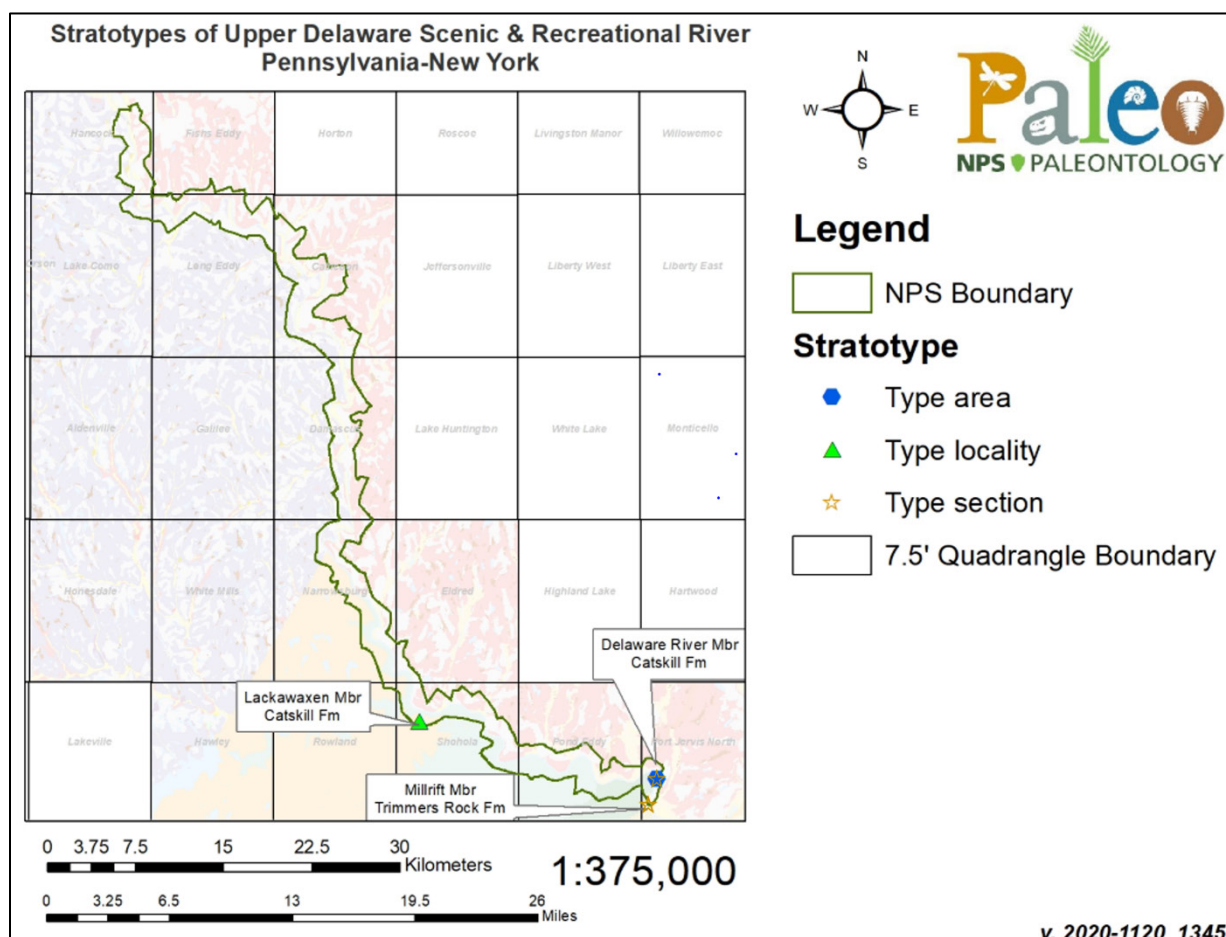 Stratotypes of Upper Delaware Scenic & Recreational River
Pennsylvania-New York
N
W
E
S
Paleo
NPS PALEONTOLOGY
Hancock
Fishs Eddy
Horton
Roscoe
Livingston Manor
Willowemoc
Lake Como
Long Eddy
Callicoon
Jeffersonville
Liberty West
Liberty East
Aldenville
Galilee
Damascus
Lake Huntington
White Lake
Monticello
Honesdale
White Mills
Narrowsburg
Eldred
Highland Lake
Hartwood
Lakeville
Hawley
Rowland
Shohola
Pond Eddy
Port Jervis North
Delaware River Mbr
Catskill Fm
Lackawaxen Mbr
Catskill Fm
Millrift Mbr
Trimmers Rock Fm
Legend
NPS Boundary
Stratotype
Type area
Type locality
Type section
7.5' Quadrangle Boundary
0 3.75 7.5 15 22.5 30
Kilometers
1:375,000
0 3.25 6.5 13 19.5 26
Miles
v. 2020-1120_1345